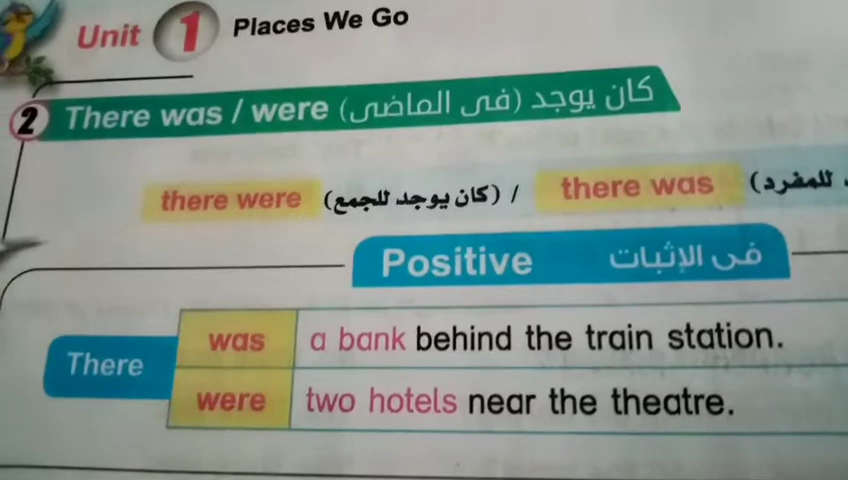 Unit 1 Places We Go
2 There was / were (فى الماضى) كان يوجد
there were (كان يوجد للجمع) / there was (للمفرد
Positive فى الإثبات
There
was a bank behind the train station.
were two hotels near the theatre.